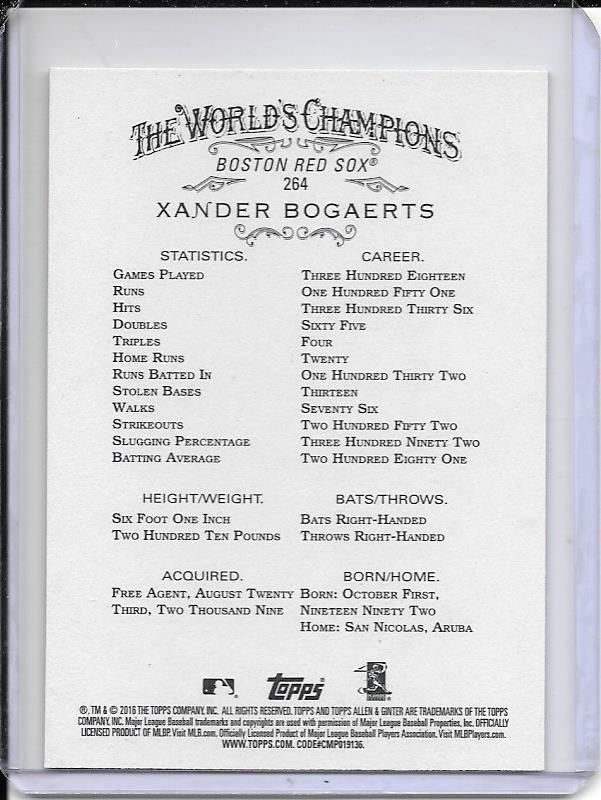 THE WORLD'S CHAMPIONS
BOSTON RED SOX®
264
XANDER BOGAERTS
STATISTICS. CAREER.
GAMES PLAYED THREE HUNDRED EIGHTEEN
RUNS ONE HUNDRED FIFTY ONE
HITS THREE HUNDRED THIRTY SIX
DOUBLES SIXTY FIVE
TRIPLES FOUR
HOME RUNS TWENTY
RUNS BATTED IN ONE HUNDRED THIRTY TWO
STOLEN BASES THIRTEEN
WALKS SEVENTY SIX
STRIKEOUTS TWO HUNDRED FIFTY TWO
SLUGGING PERCENTAGE THREE HUNDRED NINETY TWO
BATTING AVERAGE TWO HUNDRED EIGHTY ONE
HEIGHT/WEIGHT. BATS/THROWS.
SIX FOOT ONE INCH BATS RIGHT-HANDED
TWO HUNDRED TEN POUNDS THROWS RIGHT-HANDED
ACQUIRED. BORN/HOME.
FREE AGENT, AUGUST TWENTY BORN: OCTOBER FIRST,
THIRD, TWO THOUSAND NINE NINETEEN NINETY TWO
HOME: SAN NICOLAS, ARUBA
topps
®, TM & © 2016 THE TOPPS COMPANY, INC. ALL RIGHTS RESERVED. TOPPS AND TOPPS ALLEN & GINTER ARE TRADEMARKS OF THE TOPPS
COMPANY, INC. Major League Baseball trademarks and copyrights are used with permission of Major League Baseball Properties, Inc. OFFICIALLY
LICENSED PRODUCT OF MLBP. Visit MLB.com. Officially Licensed Product of Major League Baseball Players Association. Visit MLBPlayers.com.
WWW.TOPPS.COM. CODE#CMP019136.